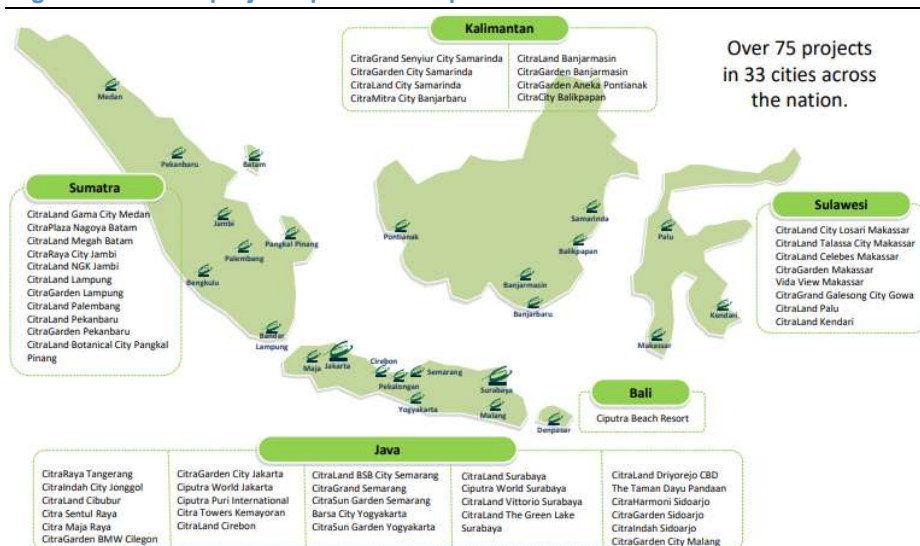 Kalimantan
CitraGrand Senyiur City Samarinda
CitraGarden City Samarinda
CitraLand City Samarinda
CitraMitra City Banjarbaru
CitraLand Banjarmasin
CitraGarden Banjarmasin
CitraGarden Aneka Pontianak
CitraCity Balikpapan
Over 75 projects
in 33 cities across
the nation.
Medan
Pekanbaru
Batam
Jambi
Palembang
Pangkal Pinang
Bengkulu
Bandar
Lampung
Sumatra
CitraLand Gama City Medan
CitraPlaza Nagoya Batam
CitraLand Megah Batam
CitraRaya City Jambi
CitraLand NGK Jambi
CitraLand Lampung
CitraGarden Lampung
CitraLand Palembang
CitraLand Pekanbaru
CitraGarden Pekanbaru
CitraLand Botanical City Pangkal
Pinang
Pontianak
Samarinda
Balikpapan
Banjarmasin
Banjarbaru
Palu
Kendari
Makassar
Sulawesi
CitraLand City Losari Makassar
CitraLand Talassa City Makassar
CitraLand Celebes Makassar
CitraGarden Makassar
Vida View Makassar
CitraGrand Galesong City Gowa
CitraLand Palu
CitraLand Kendari
Maja
Jakarta
Cirebon
Pekalongan
Semarang
Yogyakarta
Surabaya
Malang
Denpasar
Bali
Ciputra Beach Resort
Java
CitraRaya Tangerang
CitraIndah City Jonggol
CitraLand Cibubur
Citra Sentul Raya
Citra Maja Raya
CitraGarden BMW Cilegon
CitraGarden City Jakarta
Ciputra World Jakarta
Ciputra Puri International
Citra Towers Kemayoran
CitraLand Cirebon
CitraLand BSB City Semarang
CitraGrand Semarang
CitraSun Garden Semarang
Barsa City Yogyakarta
CitraSun Garden Yogyakarta
CitraLand Surabaya
Ciputra World Surabaya
CitraLand Vittorio Surabaya
CitraLand The Green Lake
Surabaya
CitraLand Driyorejo CBD
The Taman Dayu Pandaan
CitraHarmoni Sidoarjo
CitraGarden Sidoarjo
CitraIndah Sidoarjo
CitraGarden City Malang